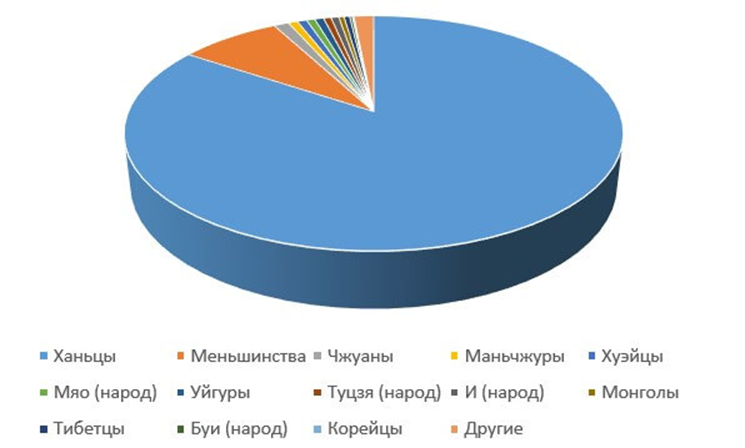 Ханьцы Меньшинства Чжуаны Маньчжуры Хуэйцы
Мяо (народ) Уйгуры Туцзя (народ) И (народ) Монголы
Тибетцы Буи (народ) Корейцы Другие